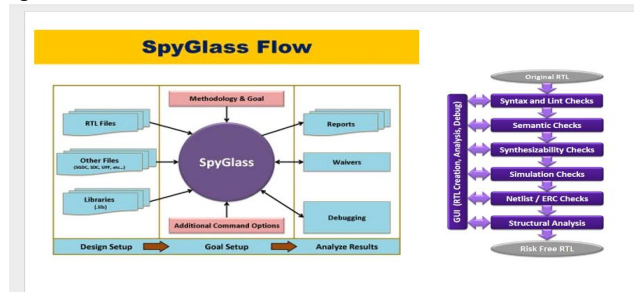 SpyGlass Flow
Methodology & Goal
RTL Files
Other Files
(SGDC, SDC, UPF, etc...)
Libraries
(.lib)
SpyGlass
Reports
Waivers
Debugging
Additional Command Options
Design Setup
Goal Setup
Analyze Results
Original RTL
GUI (RTL Creation, Analysis, Debug)
Syntax and Lint Checks
Semantic Checks
Synthesizability Checks
Simulation Checks
Netlist / ERC Checks
Structural Analysis
Risk Free RTL